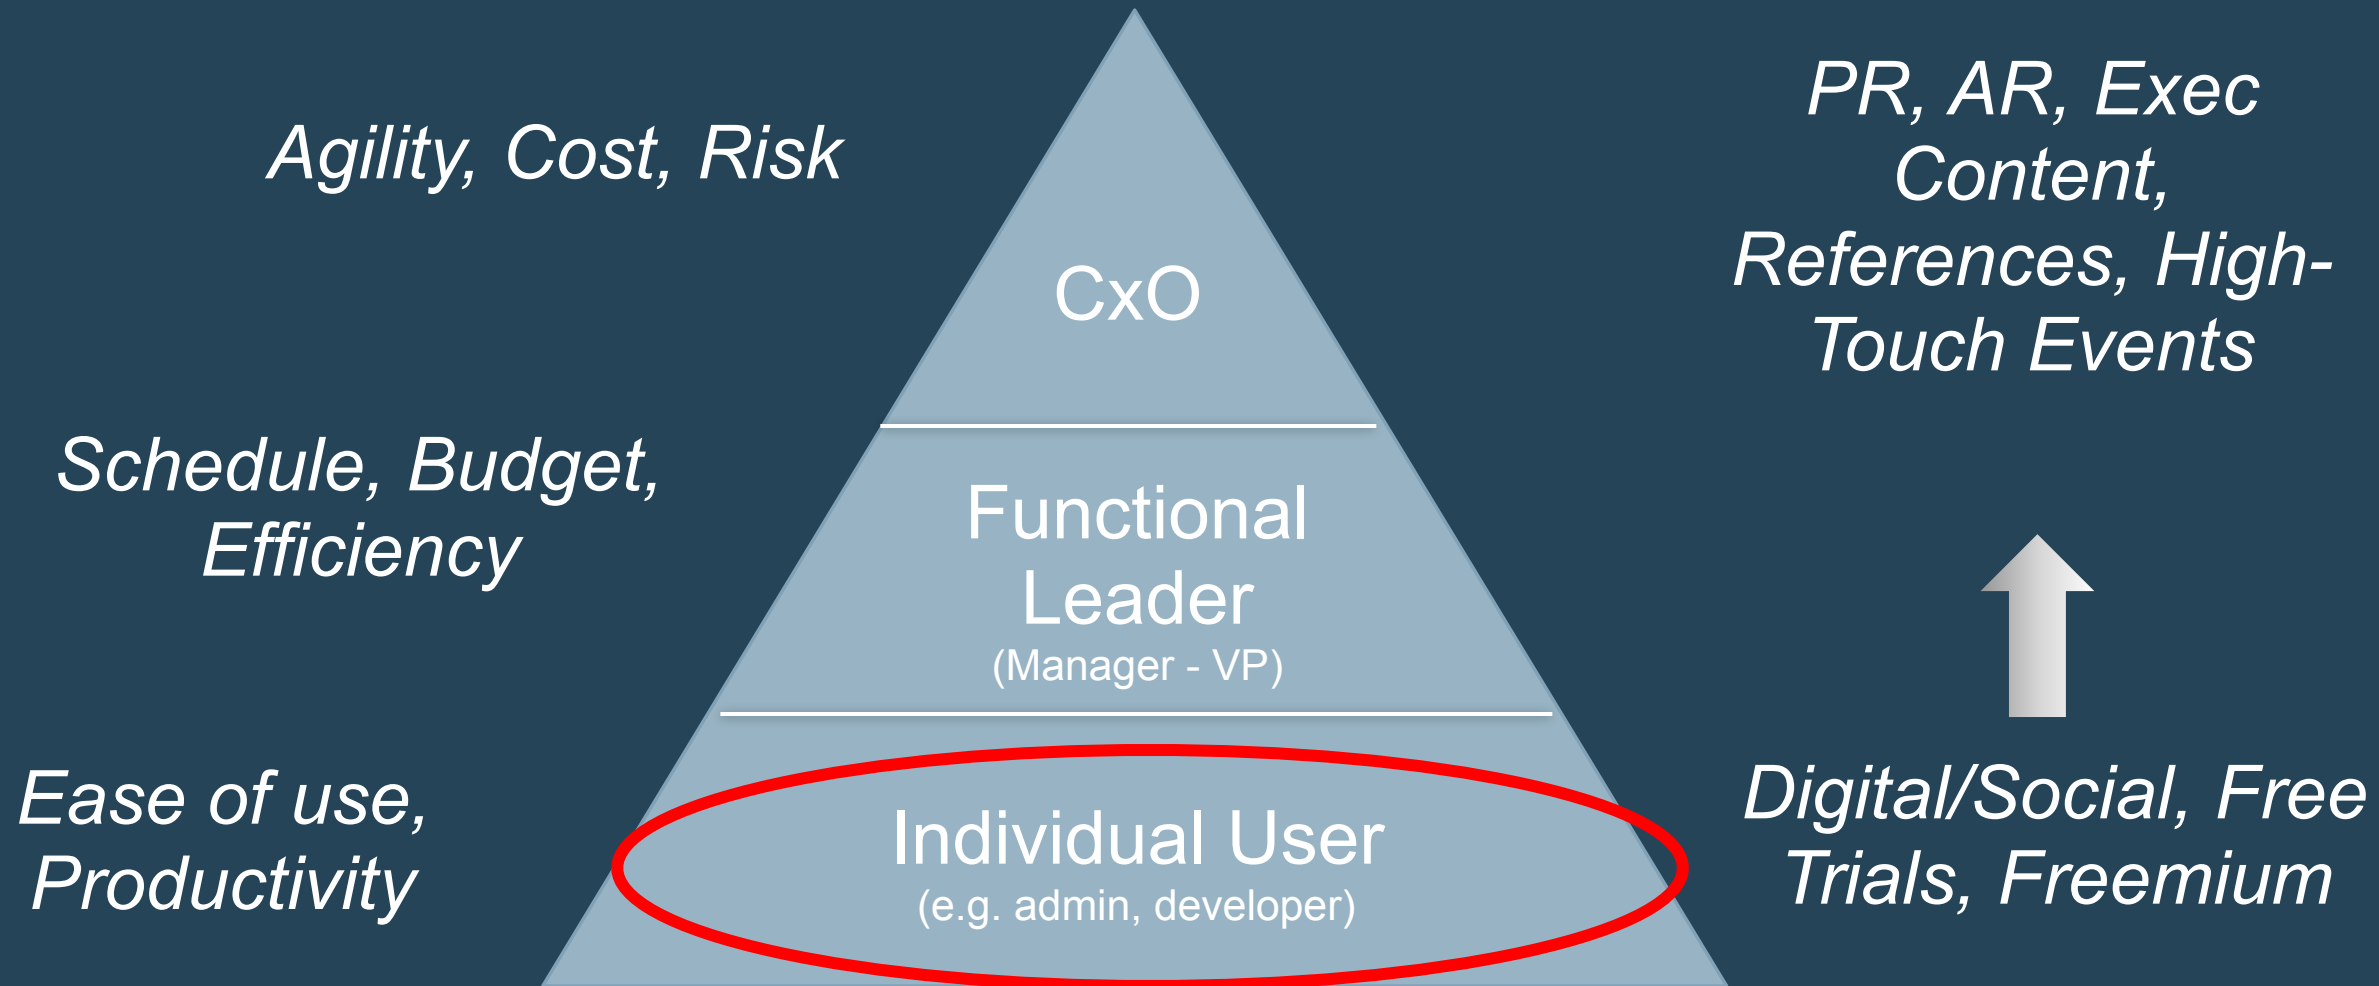 Agility, Cost, Risk
PR, AR, Exec
Content,
References, High-
Touch Events
CxO
Schedule, Budget,
Efficiency
Functional
Leader
(Manager - VP)
Ease of use,
Productivity
Individual User
(e.g. admin, developer)
Digital/Social, Free
Trials, Freemium